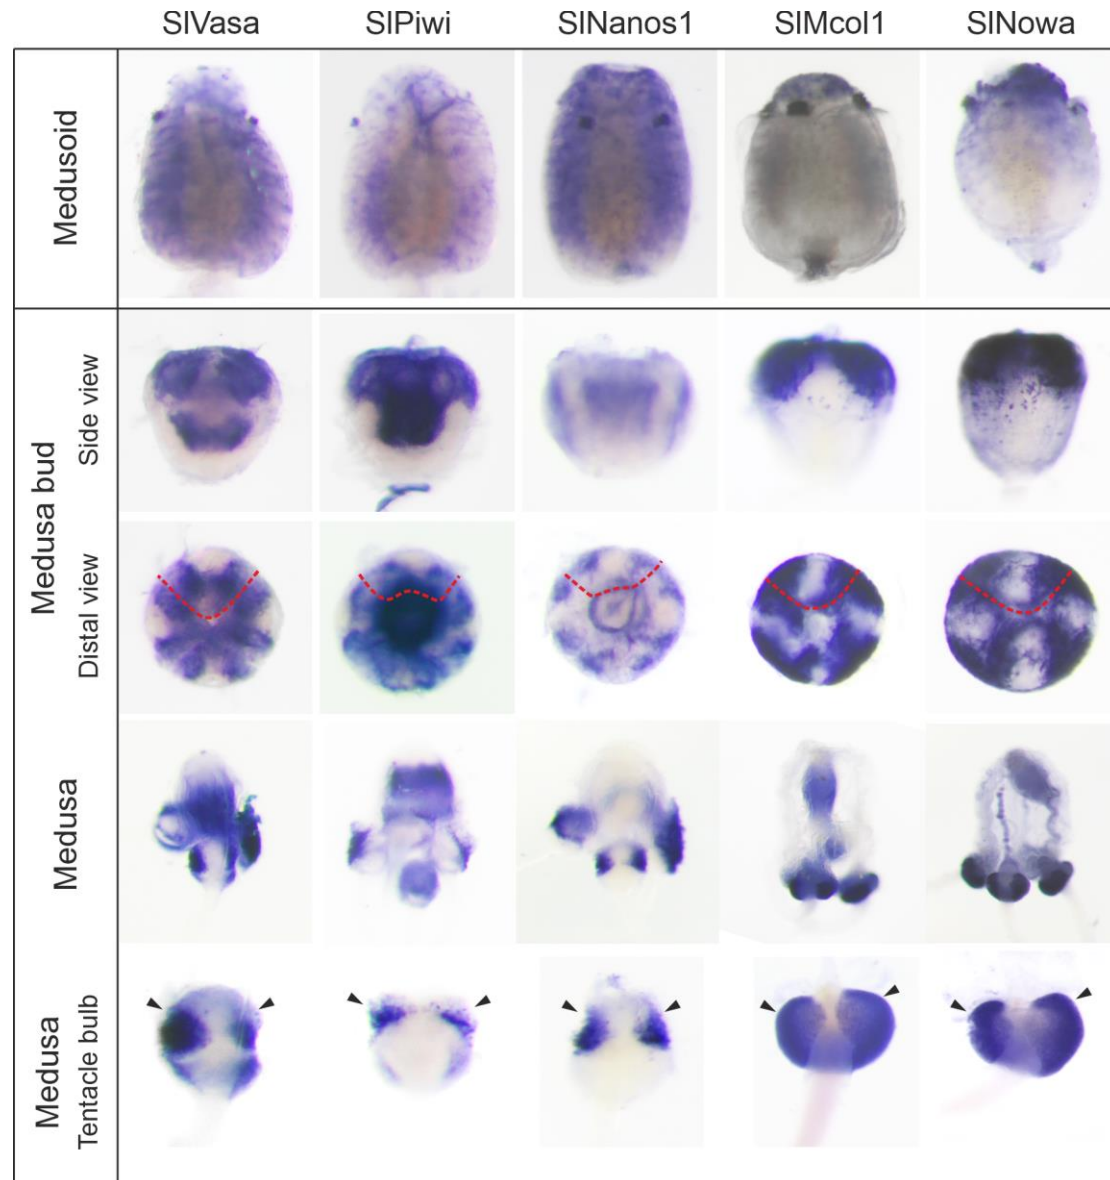 SlVasa SlPiwi SlNanos1 SlMcol1 SlNowa
Medusoid
Medusa bud
Side view
Distal view
Medusa
Medusa
Tentacle bulb